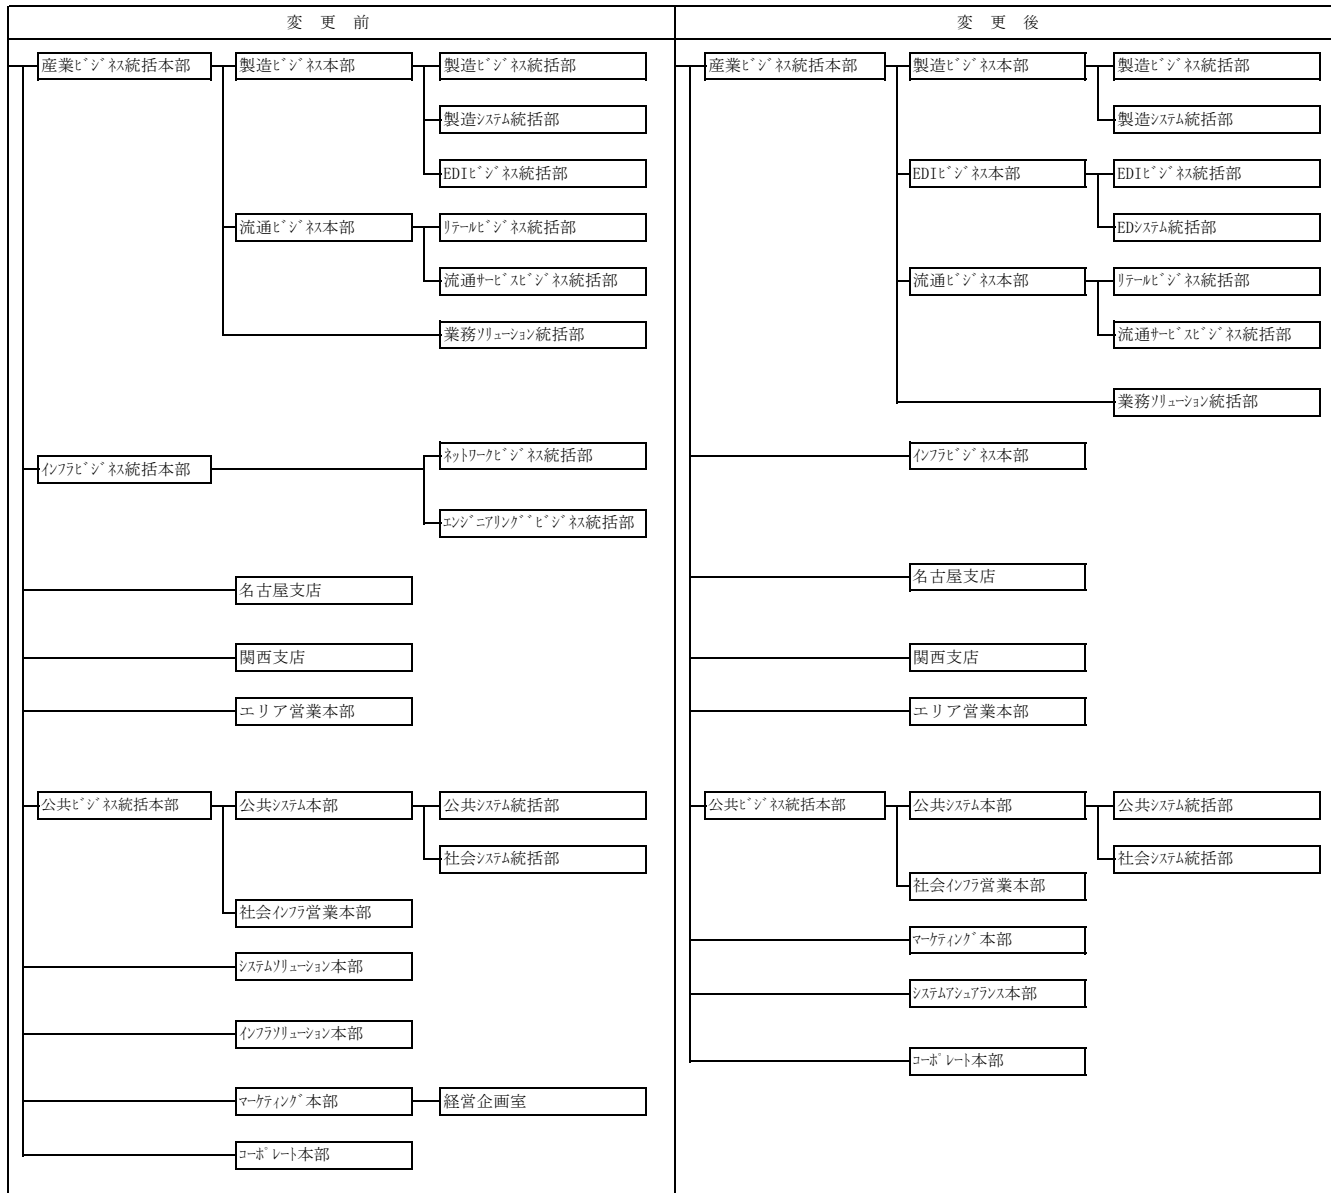 変　更　前
産業ﾋﾞｼﾞﾈｽ統括本部
製造ﾋﾞｼﾞﾈｽ本部
製造ﾋﾞｼﾞﾈｽ統括部
製造ｼｽﾃﾑ統括部
EDIﾋﾞｼﾞﾈｽ統括部
流通ﾋﾞｼﾞﾈｽ本部
ﾘﾃｰﾙﾋﾞｼﾞﾈｽ統括部
流通ｻｰﾋﾞｽﾋﾞｼﾞﾈｽ統括部
業務ｿﾘｭｰｼｮﾝ統括部
ｲﾝﾌﾗﾋﾞｼﾞﾈｽ統括本部
ﾈｯﾄﾜｰｸﾋﾞｼﾞﾈｽ統括部
ｴﾝｼﾞﾆｱﾘﾝｸﾞﾞﾋﾞｼﾞﾈｽ統括部
名古屋支店
関西支店
エリア営業本部
公共ﾋﾞｼﾞﾈｽ統括本部
公共ｼｽﾃﾑ本部
公共ｼｽﾃﾑ統括部
社会ｼｽﾃﾑ統括部
社会ｲﾝﾌﾗ営業本部
ｼｽﾃﾑｿﾘｭｰｼｮﾝ本部
ｲﾝﾌﾗｿﾘｭｰｼｮﾝ本部
ﾏｰｹﾃｨﾝｸﾞ本部
経営企画室
ｺｰﾎﾟﾚｰﾄ本部
変　更　後
産業ﾋﾞｼﾞﾈｽ統括本部
製造ﾋﾞｼﾞﾈｽ本部
製造ﾋﾞｼﾞﾈｽ統括部
製造ｼｽﾃﾑ統括部
EDIﾋﾞｼﾞﾈｽ本部
EDIﾋﾞｼﾞﾈｽ統括部
EDｼｽﾃﾑ統括部
流通ﾋﾞｼﾞﾈｽ本部
ﾘﾃｰﾙﾋﾞｼﾞﾈｽ統括部
流通ｻｰﾋﾞｽﾋﾞｼﾞﾈｽ統括部
業務ｿﾘｭｰｼｮﾝ統括部
ｲﾝﾌﾗﾋﾞｼﾞﾈｽ本部
名古屋支店
関西支店
エリア営業本部
公共ﾋﾞｼﾞﾈｽ統括本部
公共ｼｽﾃﾑ本部
公共ｼｽﾃﾑ統括部
社会ｼｽﾃﾑ統括部
社会ｲﾝﾌﾗ営業本部
ﾏｰｹﾃｨﾝｸﾞ本部
ｼｽﾃﾑｱｼｭｱﾗﾝｽ本部
ｺｰﾎﾟﾚｰﾄ本部